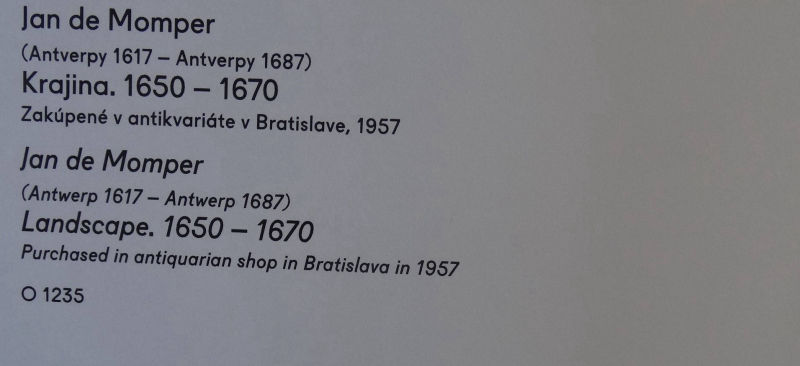 Jan de Momper
(Antverpy 1617 – Antverpy 1687)
Krajina. 1650 – 1670
Zakúpené v antikvariáte v Bratislave, 1957
Jan de Momper
(Antwerp 1617 – Antwerp 1687)
Landscape. 1650 – 1670
Purchased in antiquarian shop in Bratislava in 1957
O 1235